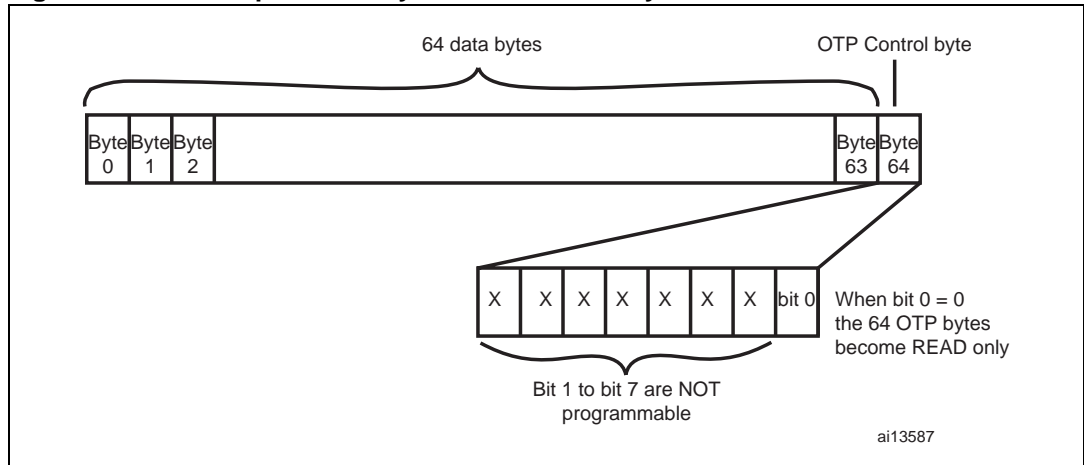 64 data bytes
OTP Control byte
Byte Byte Byte
0 1 2
Byte Byte
63 64
X X X X X X X bit 0
When bit 0 = 0
the 64 OTP bytes
become READ only
Bit 1 to bit 7 are NOT
programmable
ai13587